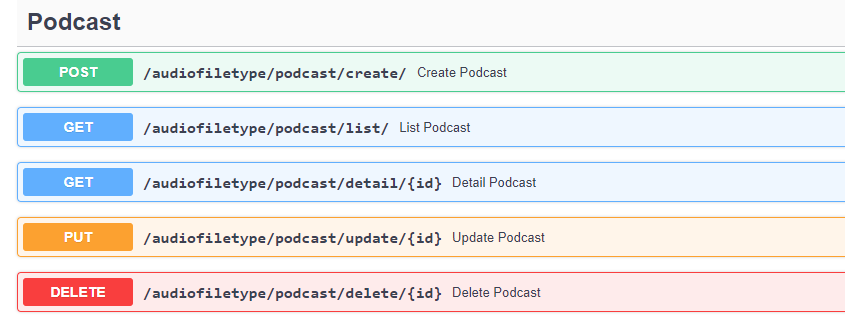 Podcast
POST /audiofiletype/podcast/create/ Create Podcast
GET /audiofiletype/podcast/list/ List Podcast
GET /audiofiletype/podcast/detail/{id} Detail Podcast
PUT /audiofiletype/podcast/update/{id} Update Podcast
DELETE /audiofiletype/podcast/delete/{id} Delete Podcast